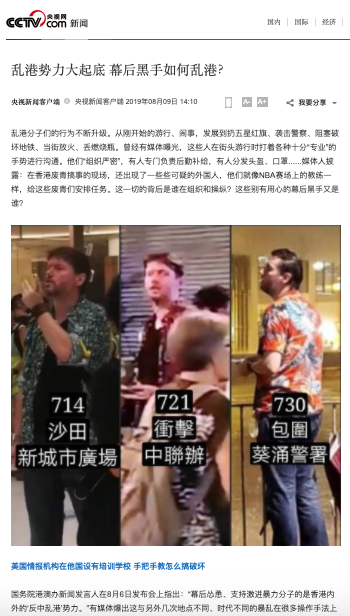 CCTV 央视网 .com 新闻
国内 国际 经济
乱港势力大起底 幕后黑手如何乱港?
央视新闻客户端 央视新闻客户端 2019年08月09日 14:10 A- A+ 我要分享
乱港分子们的行为不断升级。从刚开始的游行、闹事，发展到扔五星红旗、袭击警察、阻塞破
坏地铁、当街放火、丢燃烧瓶。曾经有媒体曝光，这些人在街头游行时打着各种十分“专业”的
手势进行沟通。他们“组织严密”，有人专门负责后勤补给，有人分发头盔、口罩......媒体人披
露：在香港废青搞事的现场，还出现了一些些可疑的外国人，他们就像NBA赛场上的教练一
样，给这些废青们安排任务。这一切的背后是谁在组织和操纵？这些别有用心的幕后黑手又是
谁？
714
沙田
新城市廣場
721
衝擊
中聯辦
730
包圍
葵涌警署
美国情报机构在他国设有培训学校 手把手教怎么搞破坏
国务院港澳办新闻发言人在8月6日发布会上指出：“幕后怂恿、支持激进暴力分子的是香港内
外的‘反中乱港’势力。”有媒体曝出这与另外几次地点不同、时代不同的暴乱在很多操作手法上